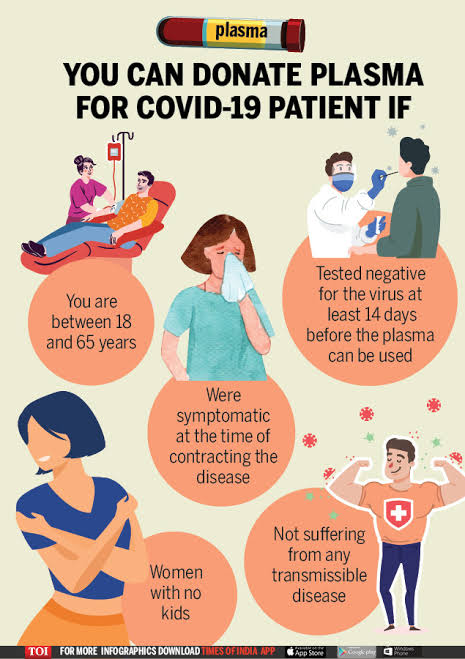 plasma
YOU CAN DONATE PLASMA
FOR COVID-19 PATIENT IF
You are
between 18
and 65 years
Tested negative
for the virus at
least 14 days
before the plasma
can be used
Were
symptomatic
at the time of
contracting the
disease
Women
with no
kids
Not suffering
from any
transmissible
disease
TOI FOR MORE INFOGRAPHICS DOWNLOAD TIMES OF INDIA APP
Available on the
App Store
Google play
Windows
Phone